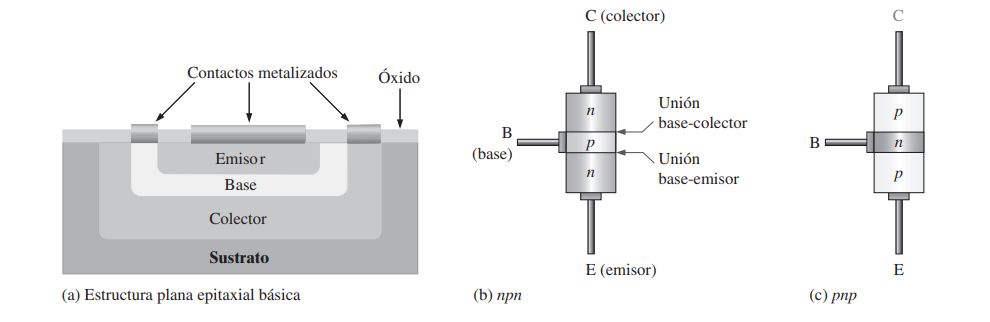 Contactos metalizados
Óxido
Emisor
Base
Colector
Sustrato
(a) Estructura plana epitaxial básica
C (colector)
n
Unión
base-colector
B
(base)
p
Unión
base-emisor
n
E (emisor)
(b) npn
C
p
B
n
p
E
(c) pnp